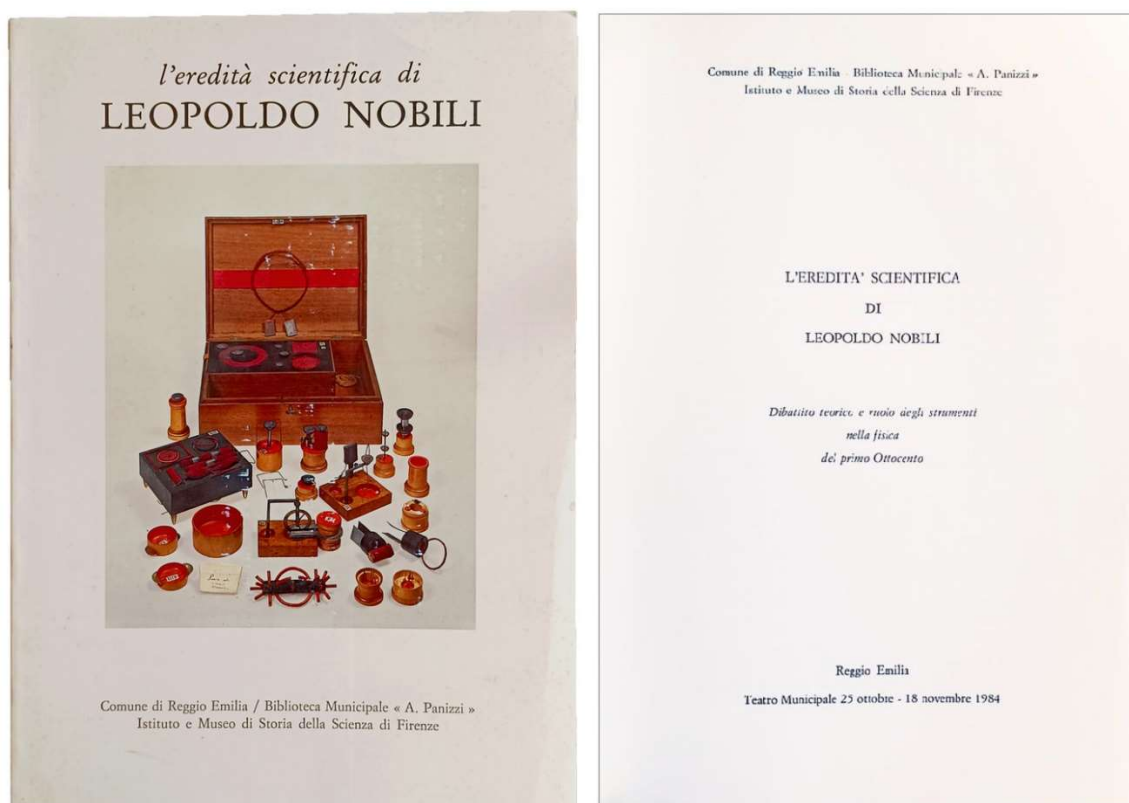 l'eredità scientifica di
LEOPOLDO NOBILI
Comune di Reggio Emilia / Biblioteca Municipale « A. Panizzi »
Istituto e Museo di Storia della Scienza di Firenze
Comune di Reggio Emilia - Biblioteca Municipale « A. Panizzi »
Istituto e Museo di Storia della Scienza di Firenze
L'EREDITA' SCIENTIFICA
DI
LEOPOLDO NOBILI
Dibattito teorico e ruolo degli strumenti
nella fisica
del primo Ottocento
Reggio Emilia
Teatro Municipale 25 ottobre - 18 novembre 1984